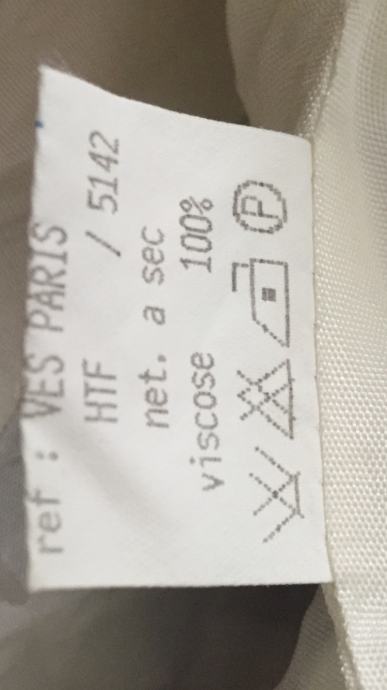 ref : VES PARIS
HTF / 5142
net. a sec
viscose 100%
P